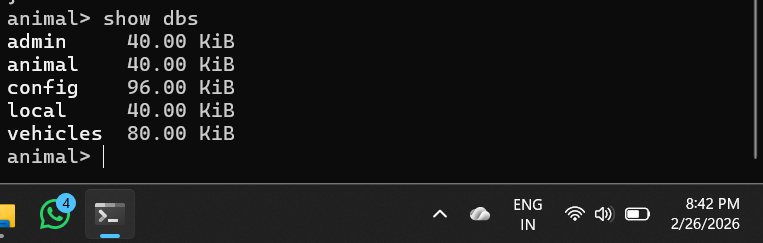 animal> show dbs
admin     40.00 KiB
animal    40.00 KiB
config    96.00 KiB
local     40.00 KiB
vehicles  80.00 KiB
animal>
4
ENG
IN
8:42 PM
2/26/2026